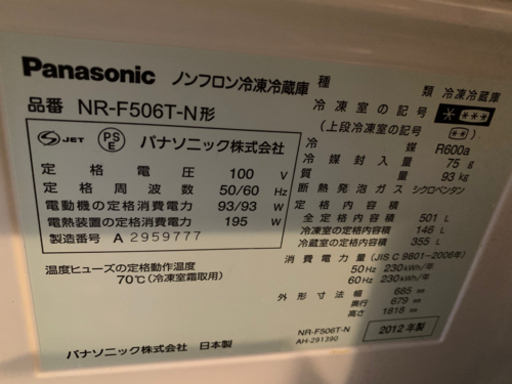 Panasonic ノンフロン冷凍冷蔵庫
品番 NR-F506T-N形
JET PS E パナソニック株式会社
定格電圧 100 V
定格周波数 50/60 Hz
電動機の定格消費電力 93/93 W
電熱装置の定格消費電力 195 W
製造番号 A 2959777
温度ヒューズの定格動作温度
70℃(冷凍室霜取用)
パナソニック株式会社 日本製
種類 冷凍冷蔵庫
冷凍室の記号 ****
(上段冷凍室の記号) **
冷媒 R600a
冷媒封入量 75 g
質量 93 kg
断熱発泡ガス シクロペンタン
定格内容積
全定格内容積 501 L
冷凍室の定格内容積 146 L
冷蔵室の定格内容積 355 L
消費電力量 (JIS C 9801-2006年)
50Hz 230kWh/年
60Hz 230kWh/年
外形寸法 幅 685 mm
奥行 679 mm
高さ 1818 mm
NR-F506T-N
AH-291390
2012年製